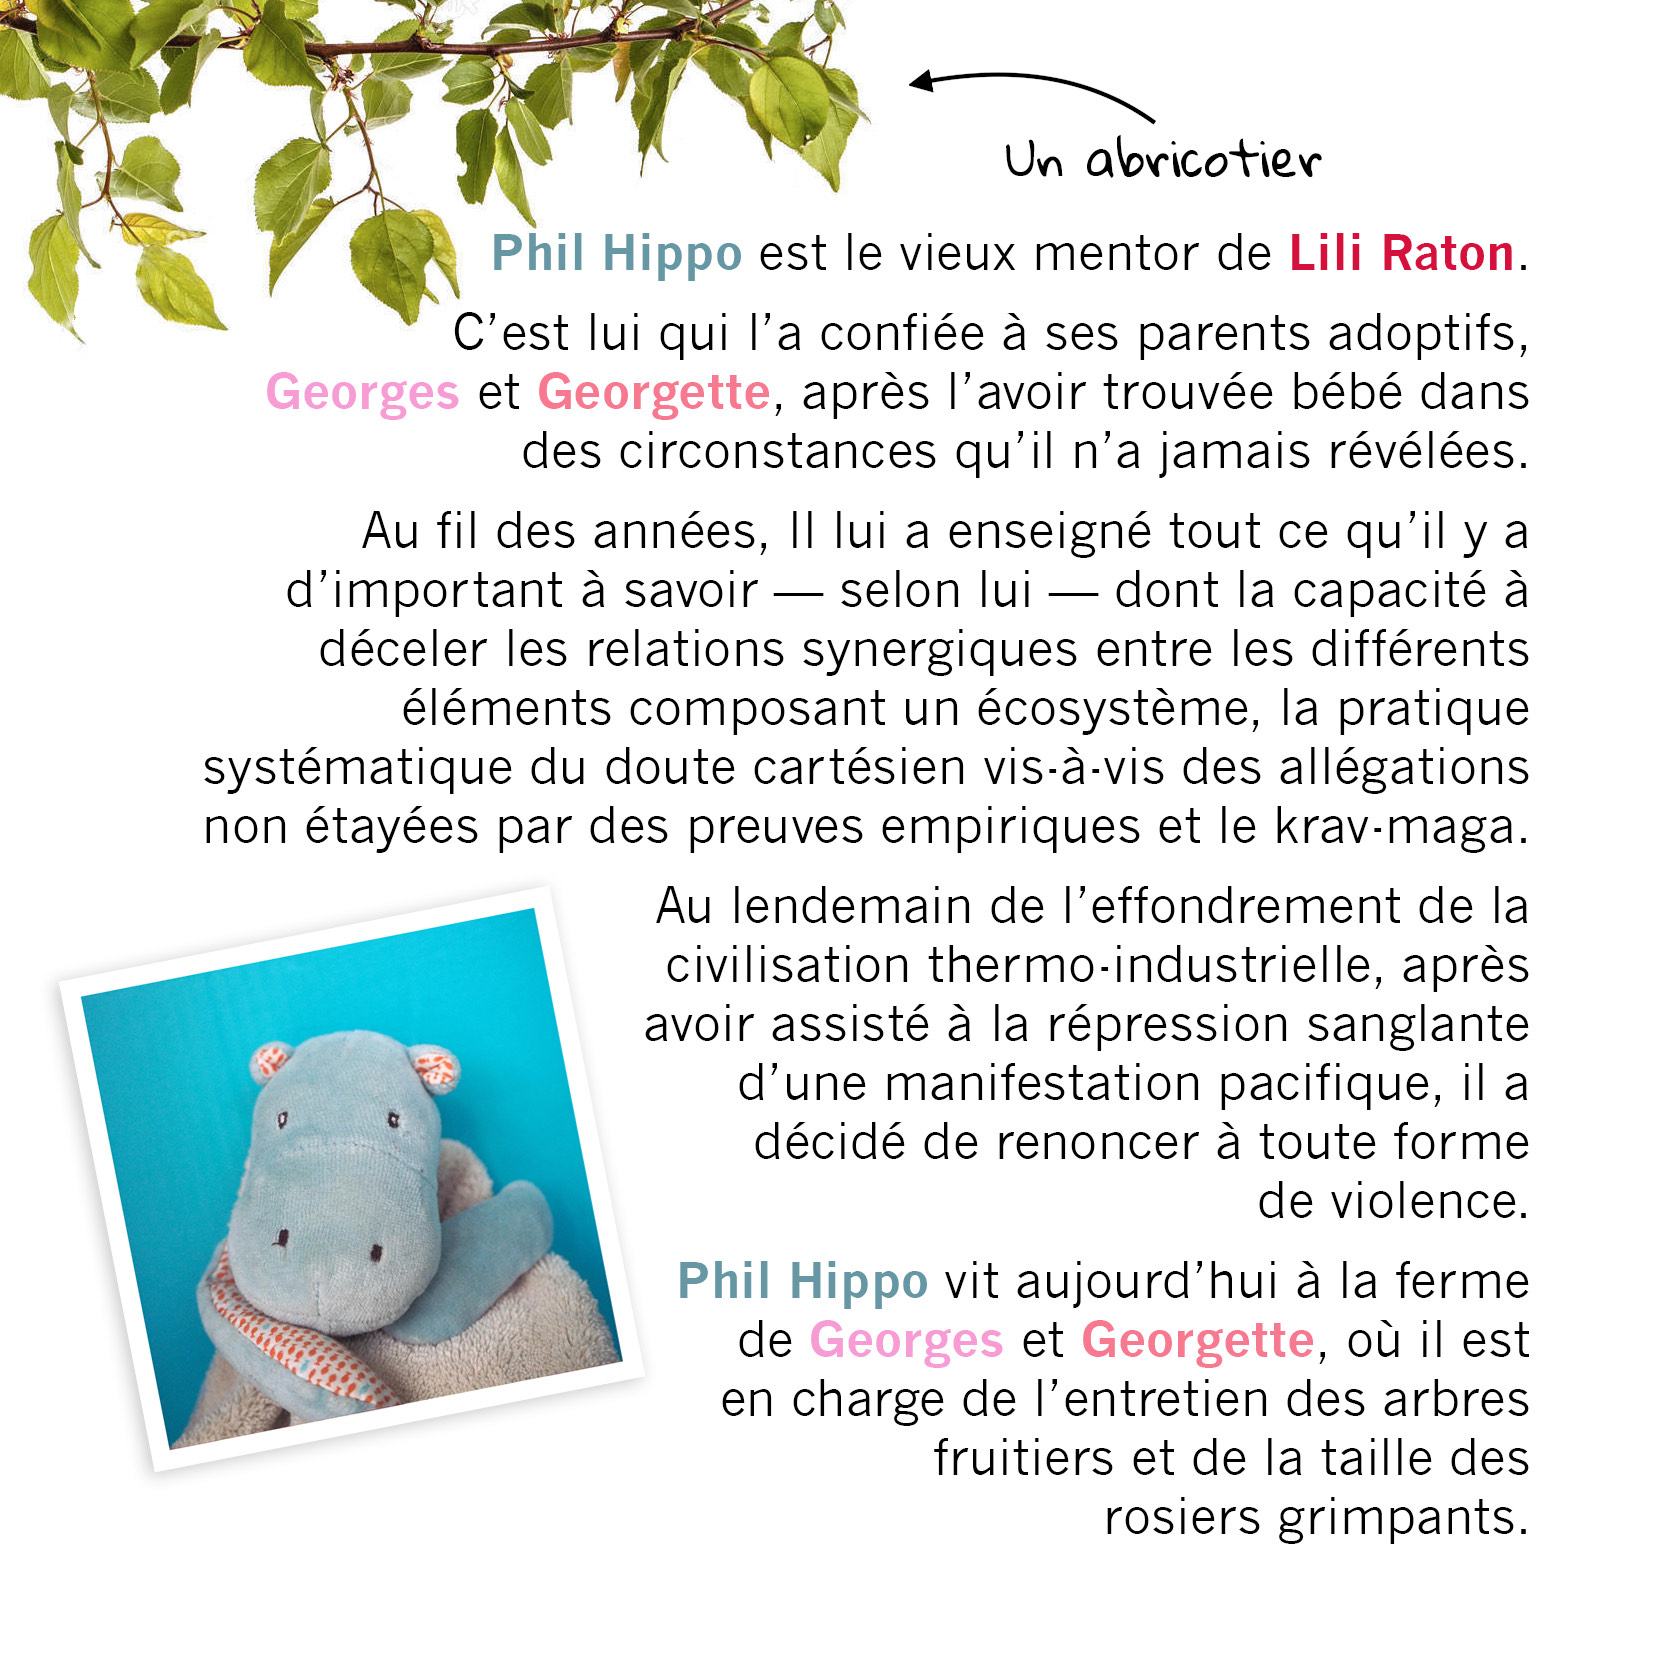 Un abricotier
Phil Hippo est le vieux mentor de Lili Raton.
C’est lui qui l’a confiée à ses parents adoptifs,
Georges et Georgette, après l’avoir trouvée bébé dans
des circonstances qu’il n’a jamais révélées.
Au fil des années, Il lui a enseigné tout ce qu’il y a
d’important à savoir — selon lui — dont la capacité à
déceler les relations synergiques entre les différents
éléments composant un écosystème, la pratique
systématique du doute cartésien vis-à-vis des allégations
non étayées par des preuves empiriques et le krav-maga.
Au lendemain de l’effondrement de la
civilisation thermo-industrielle, après
avoir assisté à la répression sanglante
d’une manifestation pacifique, il a
décidé de renoncer à toute forme
de violence.
Phil Hippo vit aujourd’hui à la ferme
de Georges et Georgette, où il est
en charge de l’entretien des arbres
fruitiers et de la taille des
rosiers grimpants.